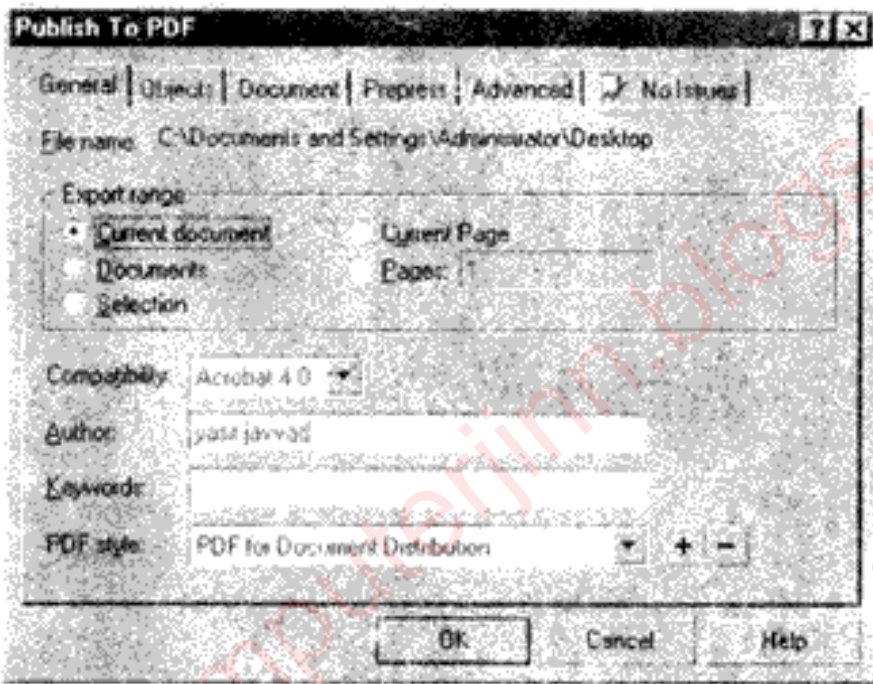 Publish To PDF
General Objects Document Prepress Advanced No Issues
File name: C:\Documents and Settings\Administrator\Desktop
Export range
Current document Current Page
Documents Pages: 1
Selection
Compatibility: Acrobat 4.0
Author: yasir javvad
Keywords:
PDF style: PDF for Document Distribution + −
OK Cancel Help
mputerjinn.blogs